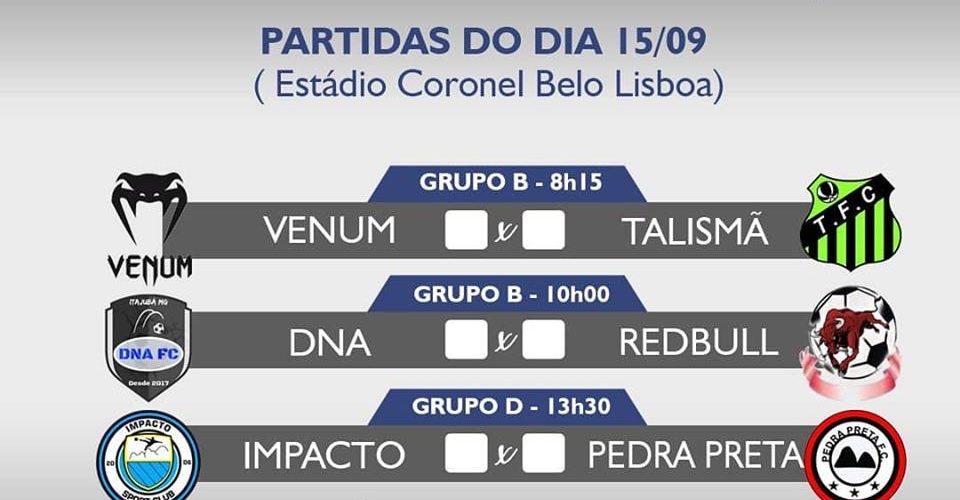 PARTIDAS DO DIA 15/09
( Estádio Coronel Belo Lisboa)
GRUPO B - 8h15
VENUM
VENUM x TALISMÃ
T.F.C
GRUPO B - 10h00
ITAJUBÁ MG
DNA FC
Desde 2017
DNA x REDBULL
GRUPO D - 13h30
IMPACTO
20 06
SPORT CLUB
IMPACTO x PEDRA PRETA
PEDRA PRETA F.C.